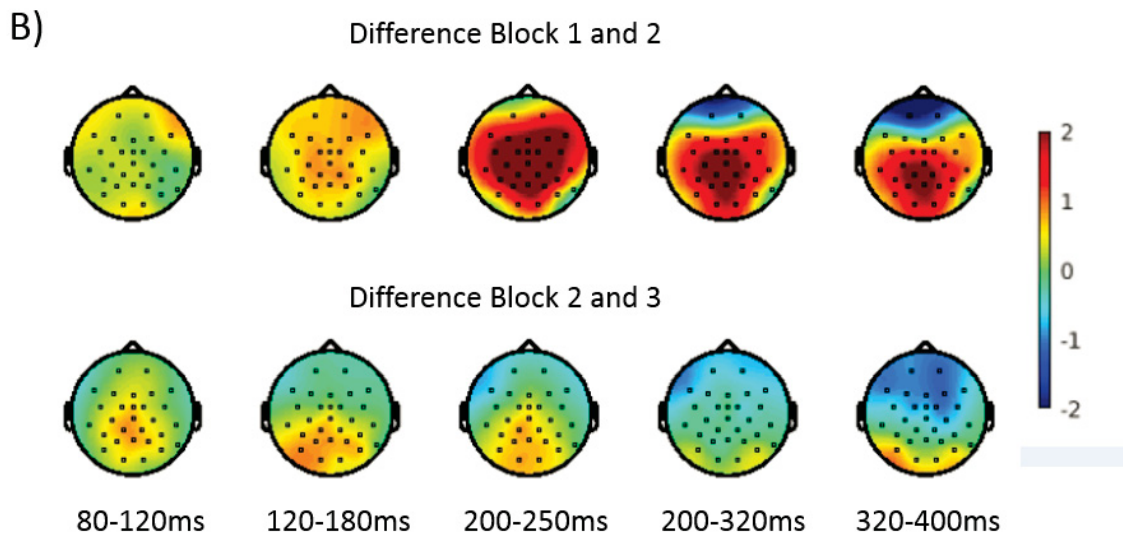 B)
Difference Block 1 and 2
2
1
0
-1
-2
Difference Block 2 and 3
80-120ms 120-180ms 200-250ms 200-320ms 320-400ms